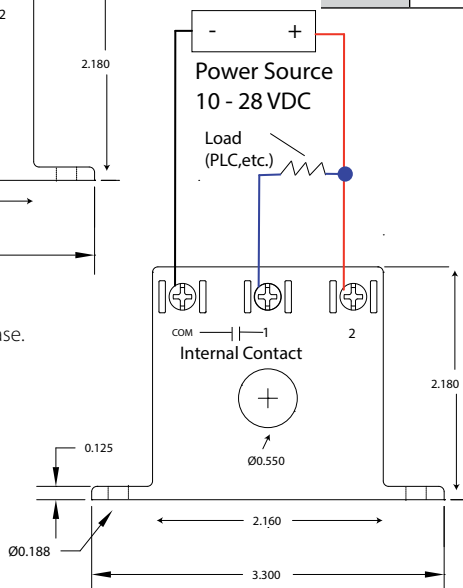 2
2.180
- +
Power Source
10 - 28 VDC
Load
(PLC,etc.)
COM 1 2
Internal Contact
Ø0.550
2.180
0.125
Ø0.188
2.160
3.300